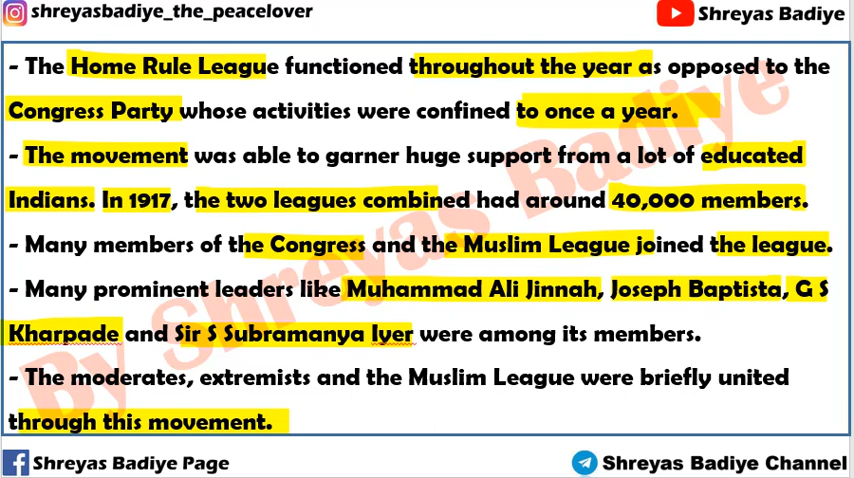 shreyasbadiye_the_peacelover
Shreyas Badiye
- The Home Rule League functioned throughout the year as opposed to the
Congress Party whose activities were confined to once a year.
- The movement was able to garner huge support from a lot of educated
Indians. In 1917, the two leagues combined had around 40,000 members.
- Many members of the Congress and the Muslim League joined the league.
- Many prominent leaders like Muhammad Ali Jinnah, Joseph Baptista, G S
Kharpade and Sir S Subramanya Iyer were among its members.
- The moderates, extremists and the Muslim League were briefly united
through this movement.
By Shreyas Badiye
Shreyas Badiye Page
Shreyas Badiye Channel